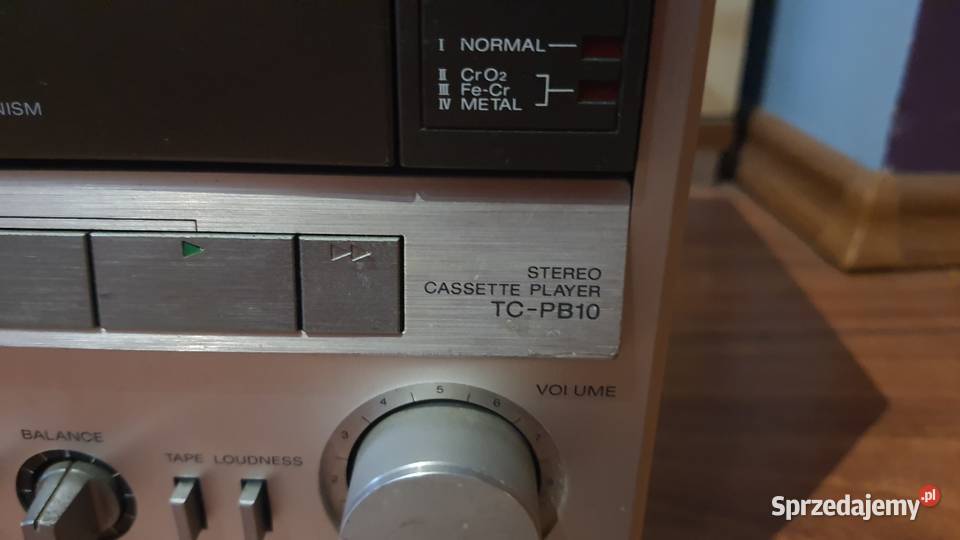 I NORMAL
II CrO2
III Fe-Cr
IV METAL
NISM
STEREO
CASSETTE PLAYER
TC-PB10
VOLUME
3 4 5 6 7
BALANCE
TAPE LOUDNESS
Sprzedajemy.pl